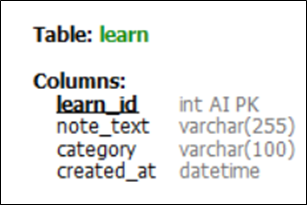 Table: learn
Columns:
learn_id int AI PK
note_text varchar(255)
category varchar(100)
created_at datetime